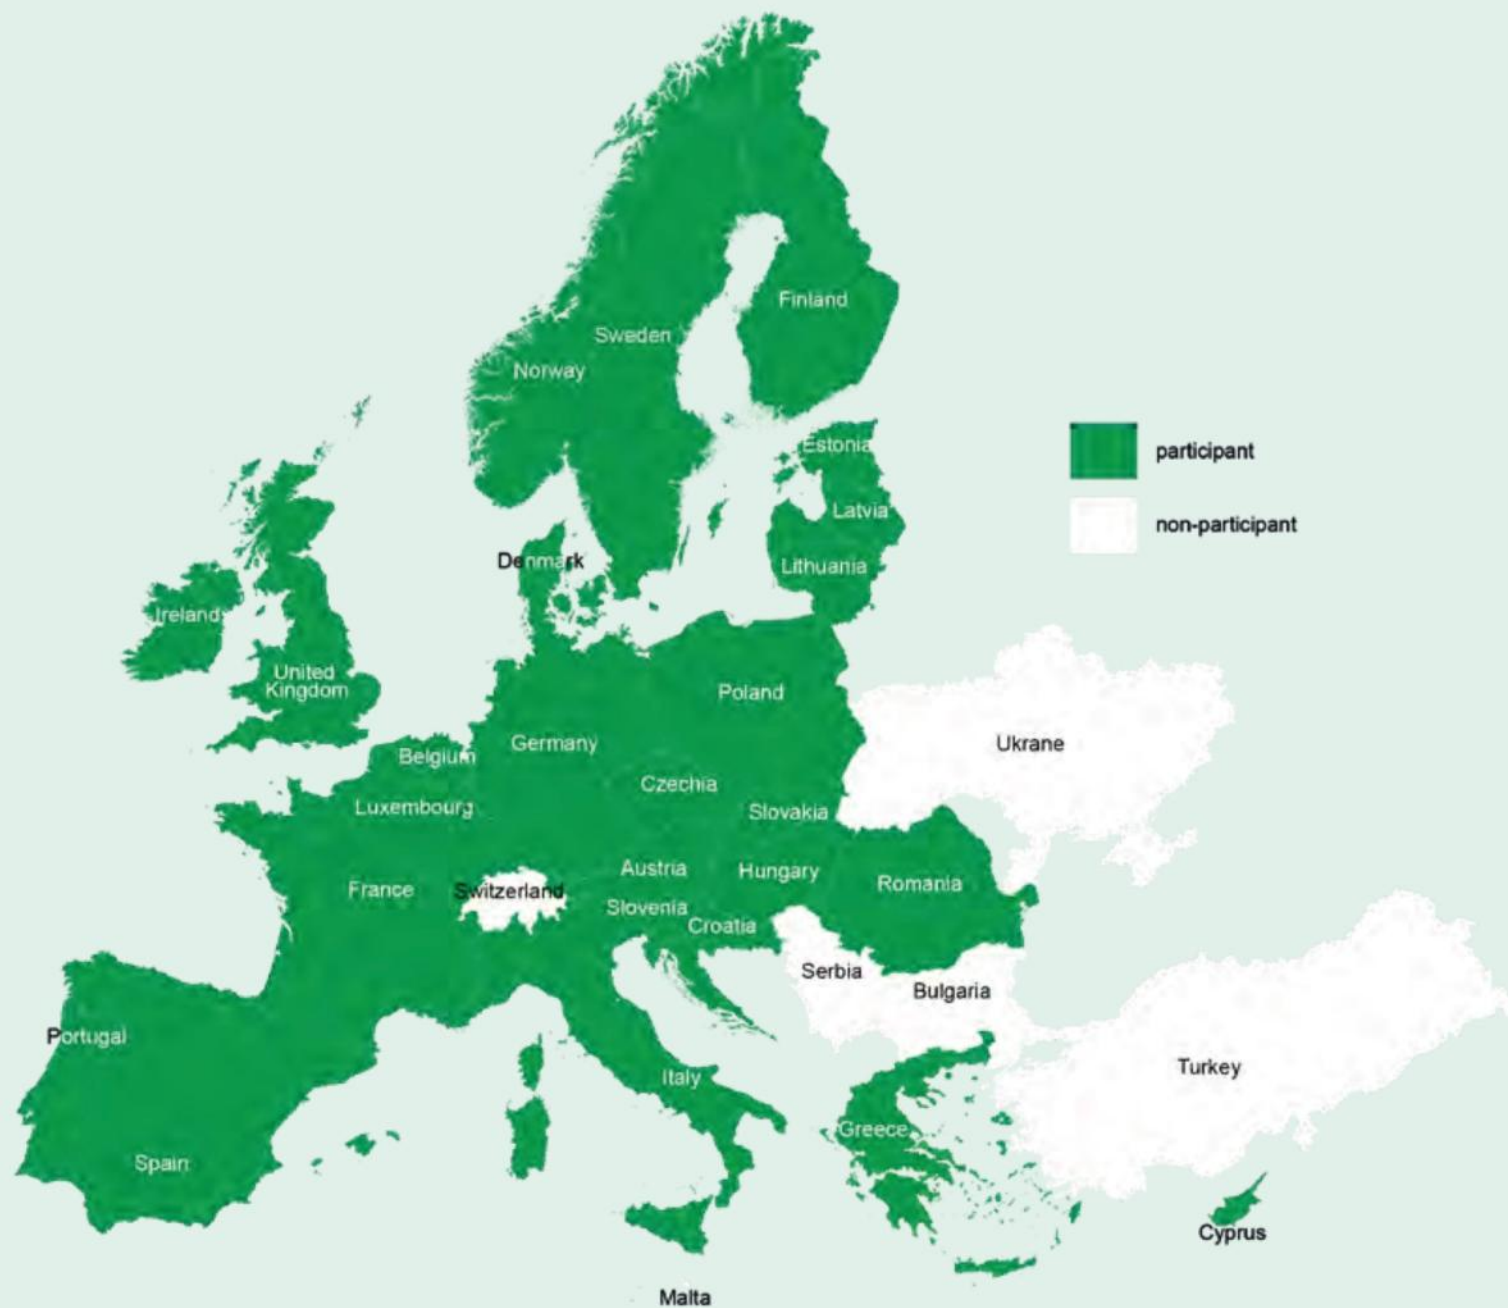 Finland
Sweden
Norway
participant
Estonia
Latvia
non-participant
Denmark
Lithuania
Ireland
United
Kingdom
Poland
Germany
Ukrane
Belgium
Czechia
Luxembourg
Slovakia
Austria
Hungary
Romania
France
Switzerland
Slovenia
Croatia
Serbia
Bulgaria
Portugal
Turkey
Italy
Greece
Spain
Cyprus
Malta